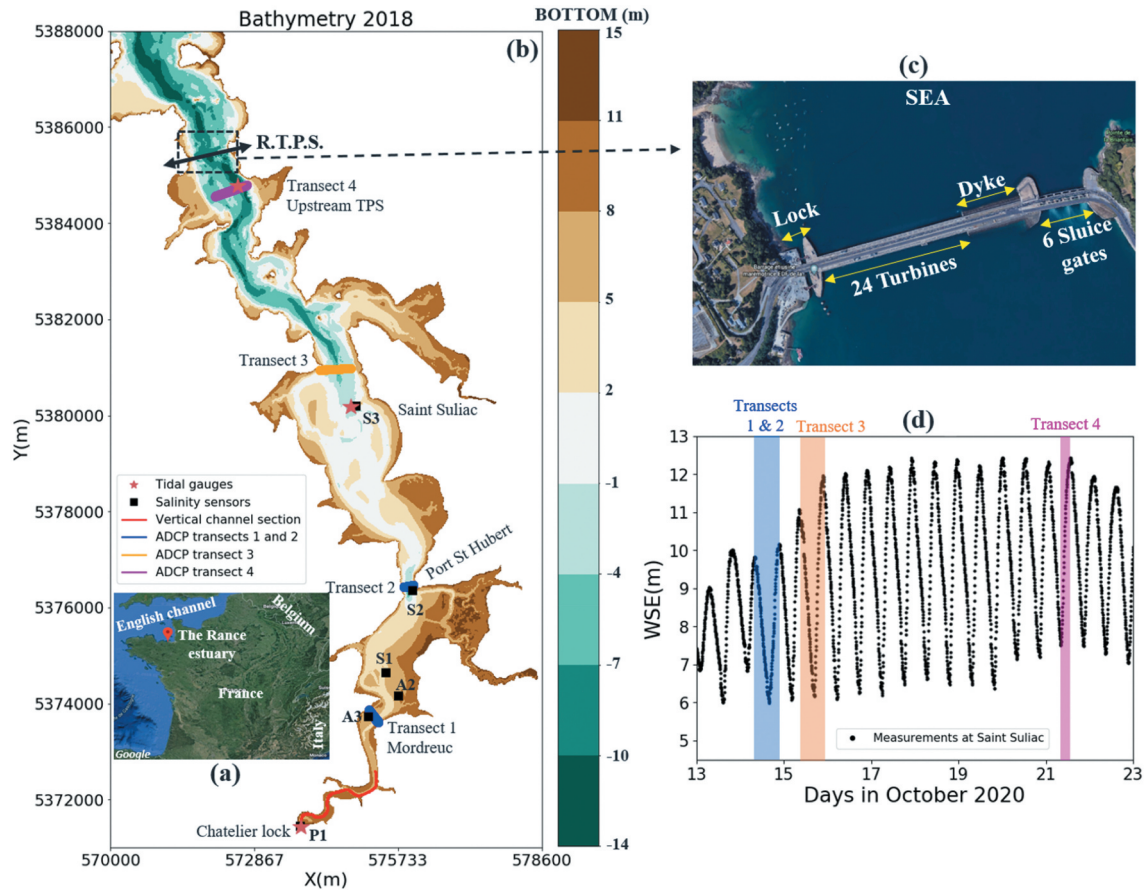 Bathymetry 2018
BOTTOM (m)
(b)
5388000
5386000
5384000
5382000
5380000
5378000
5376000
5374000
5372000
Y(m)
570000
572867
575733
578600
X(m)
R.T.P.S.
Transect 4
Upstream TPS
Transect 3
S3
Saint Suliac
Port St Hubert
Transect 2
S2
S1
A2
A3
Transect 1
Mordreuc
Chatelier lock
P1
Tidal gauges
Salinity sensors
Vertical channel section
ADCP transects 1 and 2
ADCP transect 3
ADCP transect 4
English channel
Belgium
The Rance
estuary
France
Italy
Google
(a)
15
11
8
5
2
-1
-4
-7
-10
-14
(c)
SEA
Lock
Dyke
24 Turbines
6 Sluice
gates
Transects
1 & 2
Transect 3
(d)
Transect 4
13
12
11
10
9
8
7
6
5
WSE(m)
Measurements at Saint Suliac
13
15
17
19
21
23
Days in October 2020